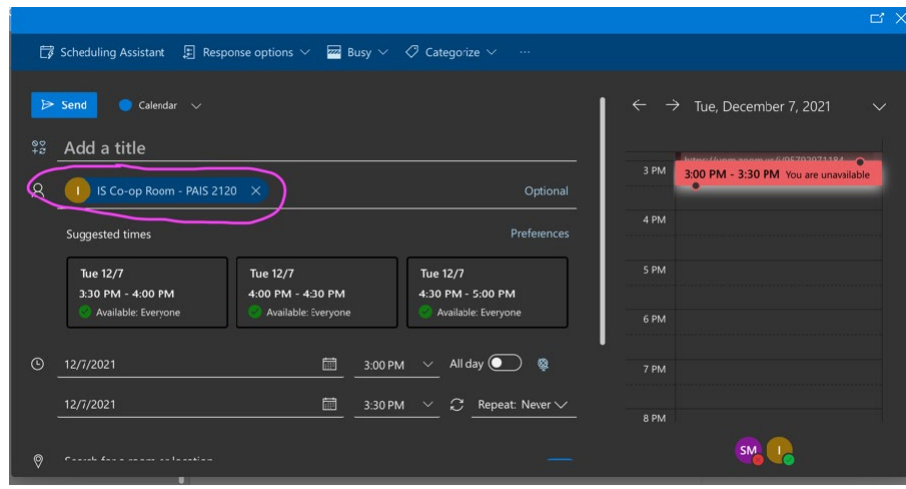 Scheduling Assistant Response options Busy Categorize ...
Send Calendar
Tue, December 7, 2021
Add a title
I IS Co-op Room - PAIS 2120 Optional
Suggested times Preferences
Tue 12/7
3:30 PM - 4:00 PM
Available: Everyone
Tue 12/7
4:00 PM - 4:30 PM
Available: Everyone
Tue 12/7
4:30 PM - 5:00 PM
Available: Everyone
12/7/2021 3:00 PM All day
12/7/2021 3:30 PM Repeat: Never
3 PM
3:00 PM - 3:30 PM You are unavailable
4 PM
5 PM
6 PM
7 PM
8 PM
SM I